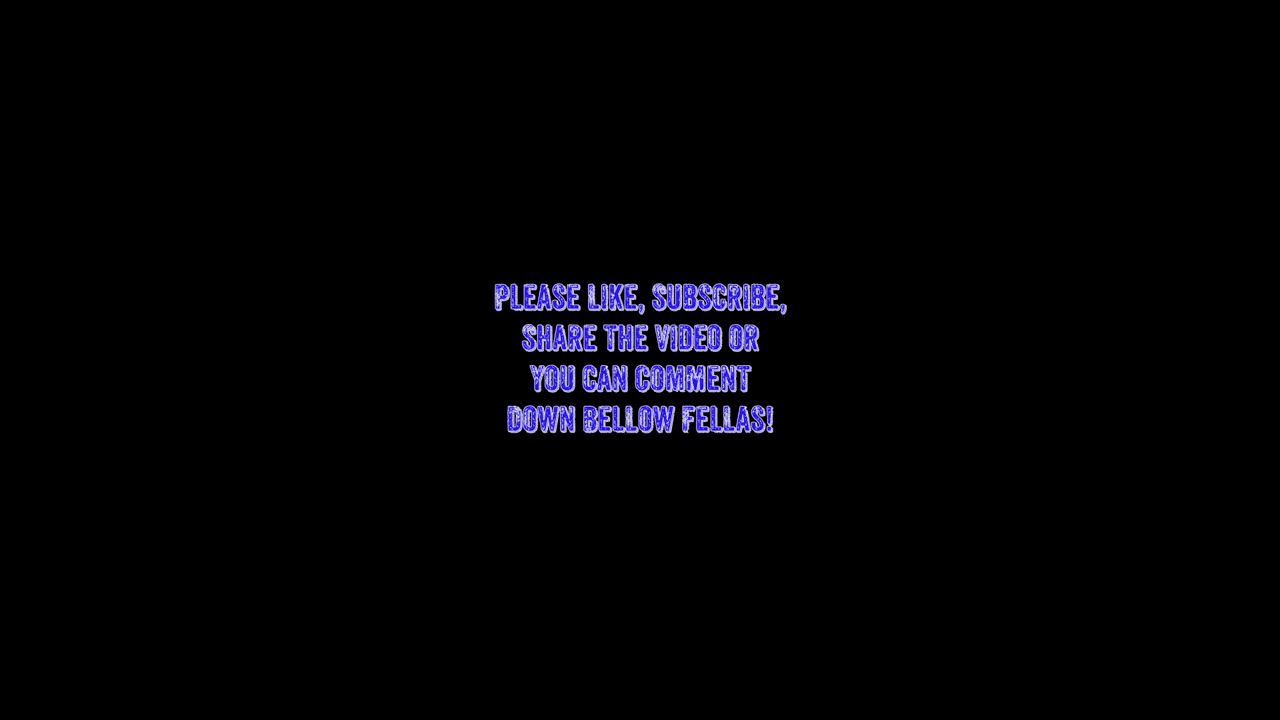 PLEASE LIKE, SUBSCRIBE,
SHARE THE VIDEO OR
YOU CAN COMMENT
DOWN BELLOW FELLAS!